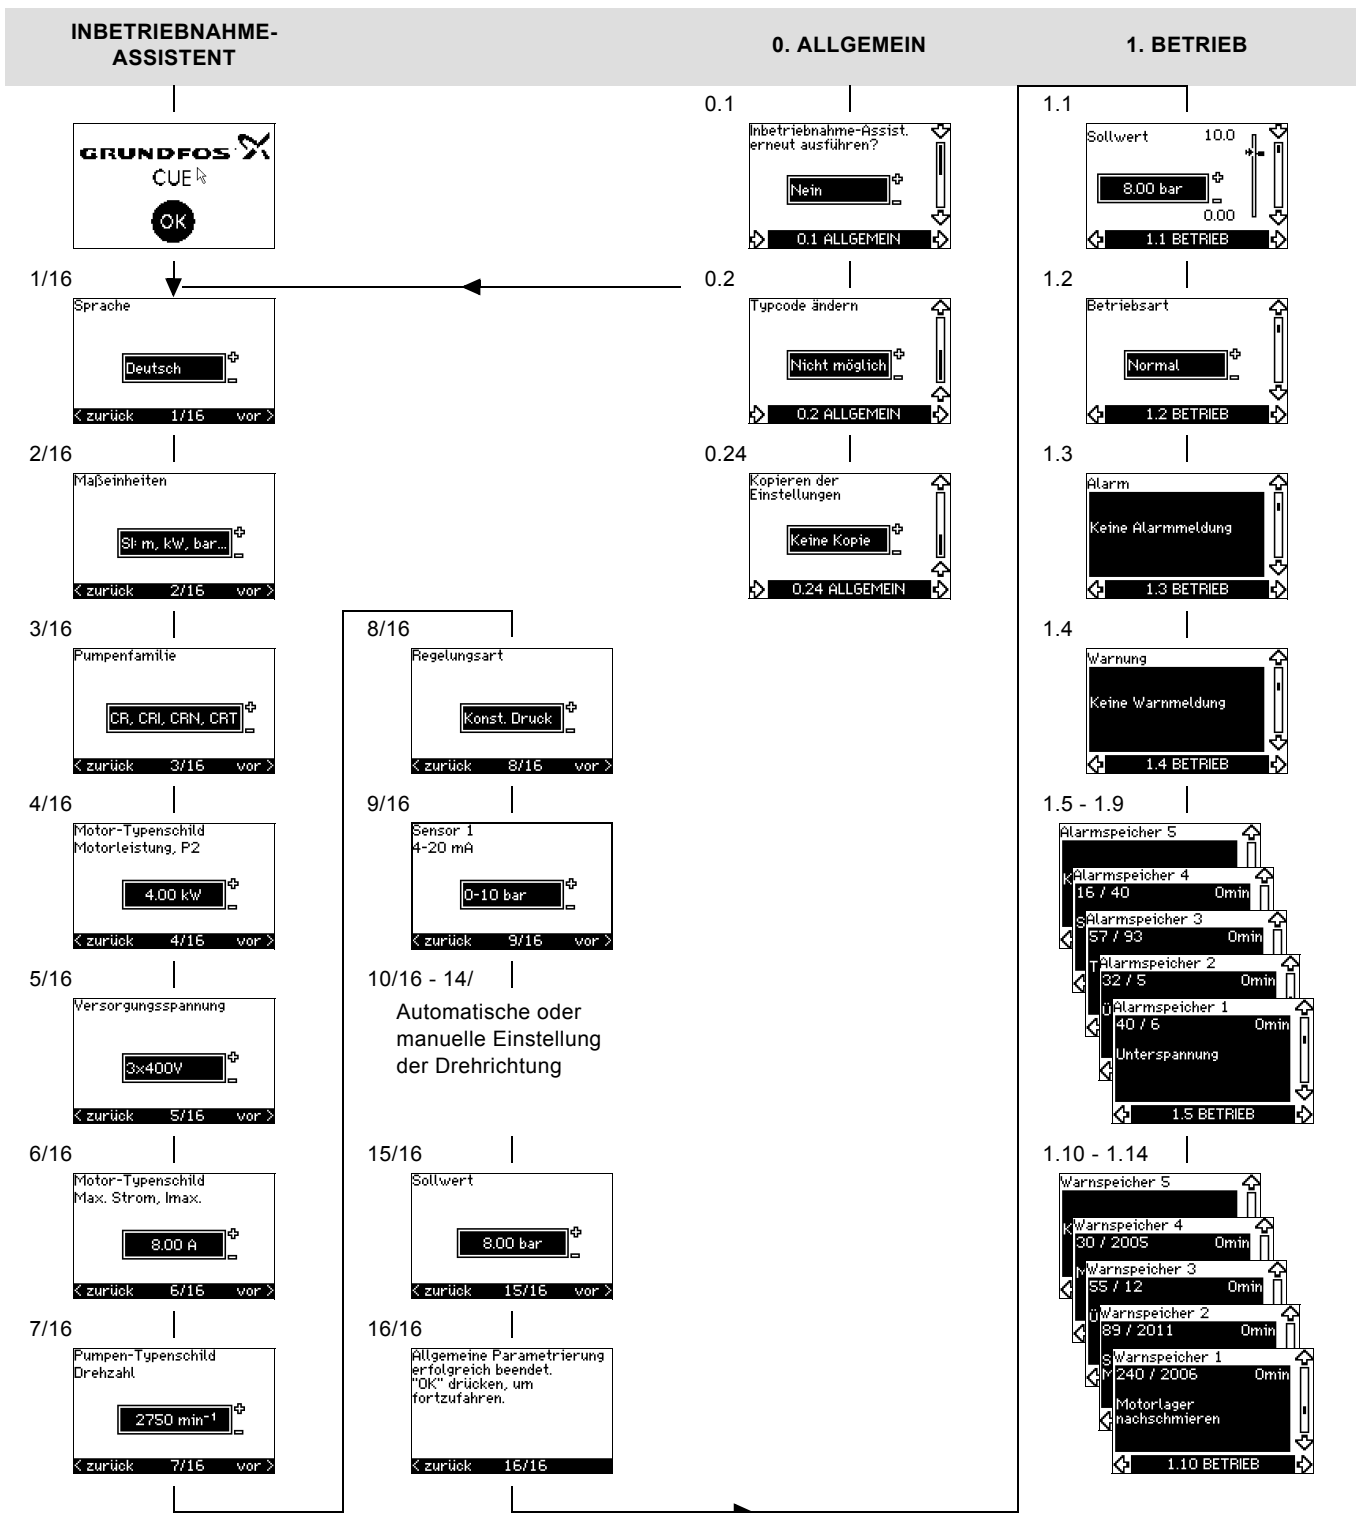 INBETRIEBNAHME-
ASSISTENT
GRUNDFOS
CUE
OK
1/16
Sprache
Deutsch
< zurück 1/16 vor >
2/16
Maßeinheiten
SI: m, kW, bar...
< zurück 2/16 vor >
3/16
Pumpenfamilie
CR, CRI, CRN, CRT
< zurück 3/16 vor >
4/16
Motor-Typenschild
Motorleistung, P2
4.00 kW
< zurück 4/16 vor >
5/16
Versorgungsspannung
3x400V
< zurück 5/16 vor >
6/16
Motor-Typenschild
Max. Strom, Imax.
8.00 A
< zurück 6/16 vor >
7/16
Pumpen-Typenschild
Drehzahl
2750 min⁻¹
< zurück 7/16 vor >
8/16
Regelungsart
Konst. Druck
< zurück 8/16 vor >
9/16
Sensor 1
4-20 mA
0-10 bar
< zurück 9/16 vor >
10/16 - 14/
Automatische oder
manuelle Einstellung
der Drehrichtung
15/16
Sollwert
8.00 bar
< zurück 15/16 vor >
16/16
Allgemeine Parametrierung
erfolgreich beendet.
"OK" drücken, um
fortzufahren.
< zurück 16/16
0. ALLGEMEIN
0.1
Inbetriebnahme-Assist.
erneut ausführen?
Nein
0.1 ALLGEMEIN
0.2
Typcode ändern
Nicht möglich
0.2 ALLGEMEIN
0.24
Kopieren der
Einstellungen
Keine Kopie
0.24 ALLGEMEIN
1. BETRIEB
1.1
Sollwert 10.0
8.00 bar
0.00
1.1 BETRIEB
1.2
Betriebsart
Normal
1.2 BETRIEB
1.3
Alarm
Keine Alarmmeldung
1.3 BETRIEB
1.4
Warnung
Keine Warnmeldung
1.4 BETRIEB
1.5 - 1.9
Alarmspeicher 5
K
Alarmspeicher 4
16 / 40 0min
S
Alarmspeicher 3
57 / 93 0min
T
Alarmspeicher 2
32 / 5 0min
Ü
Alarmspeicher 1
40 / 6 0min
Unterspannung
1.5 BETRIEB
1.10 - 1.14
Warnspeicher 5
K
Warnspeicher 4
30 / 2005 0min
M
Warnspeicher 3
55 / 12 0min
Ü
Warnspeicher 2
89 / 2011 0min
S
M
Warnspeicher 1
240 / 2006 0min
Motorlager
nachschmieren
1.10 BETRIEB